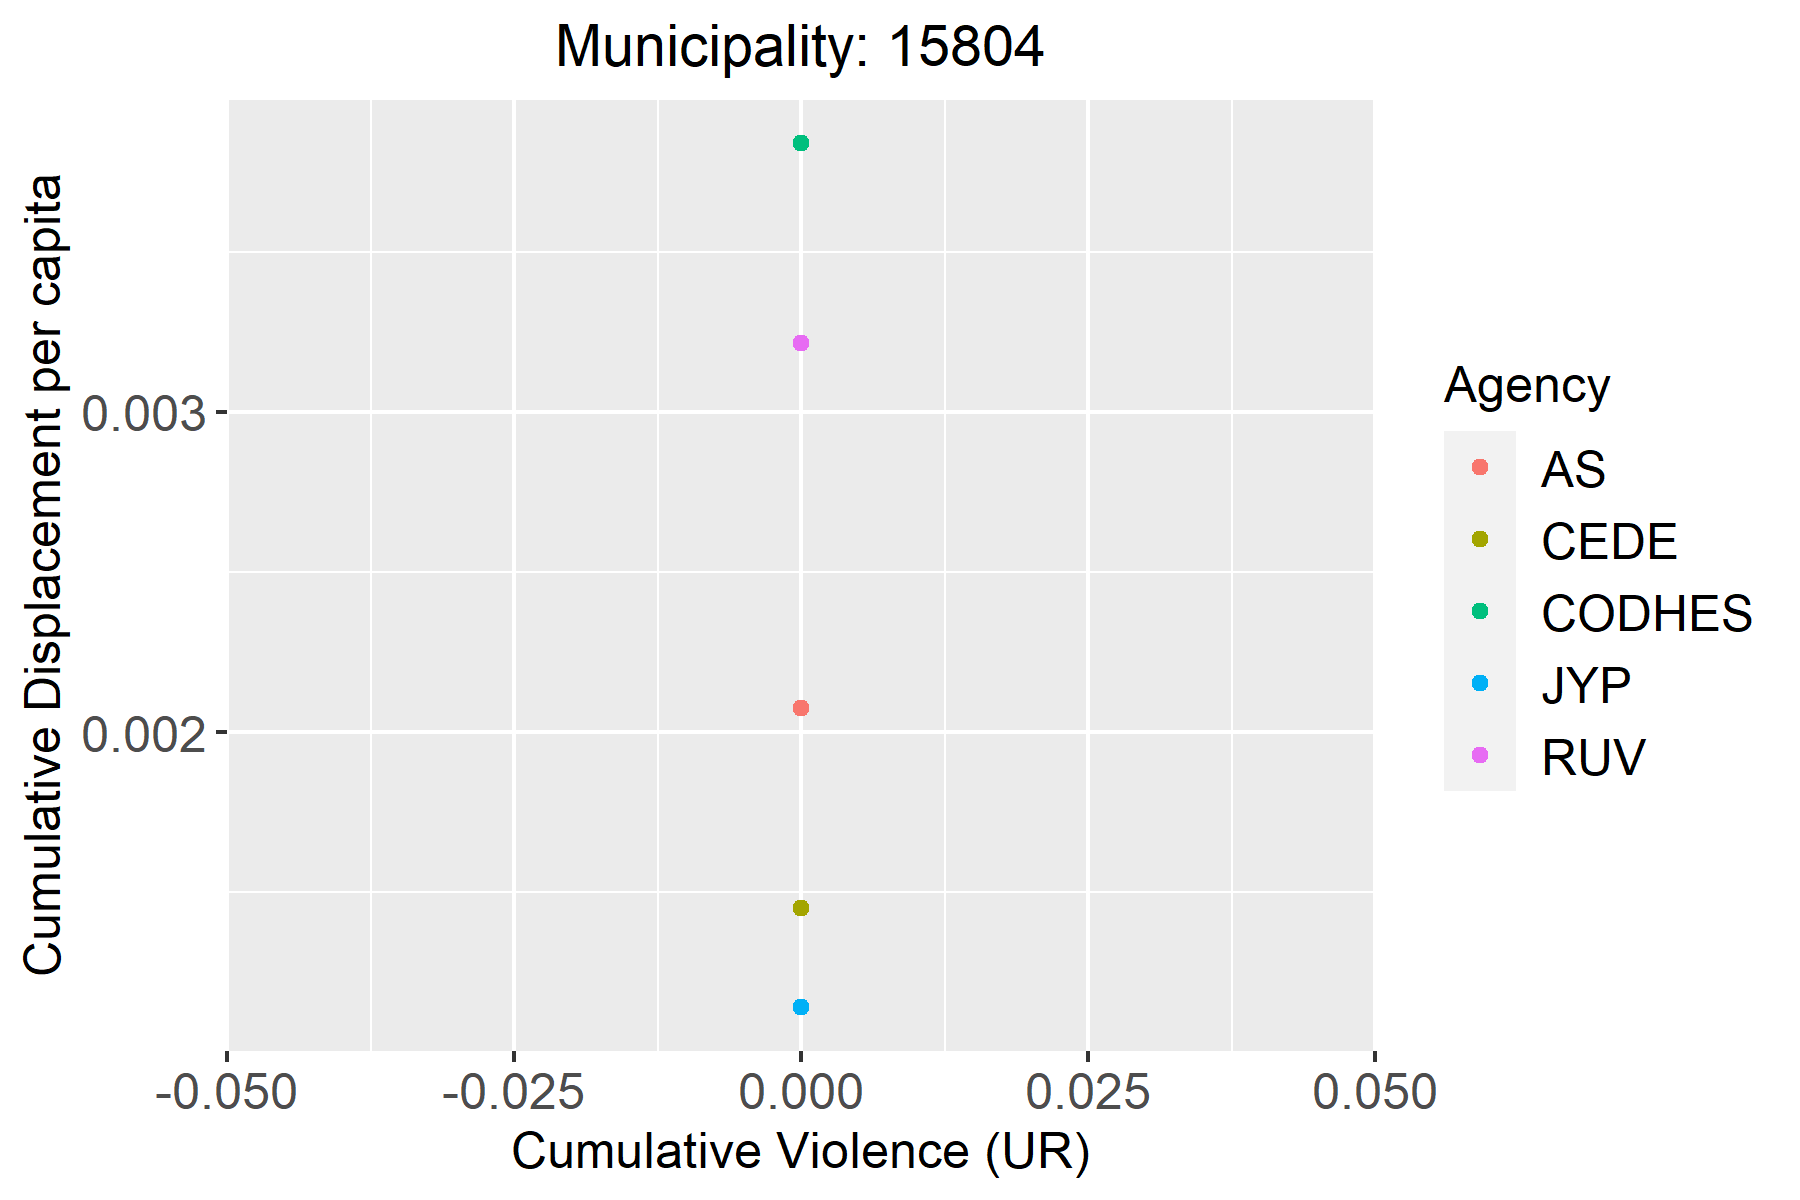 Municipality: 15804
Cumulative Displacement per capita
0.003
0.002
-0.050
-0.025
0.000
0.025
0.050
Cumulative Violence (UR)
Agency
AS
CEDE
CODHES
JYP
RUV